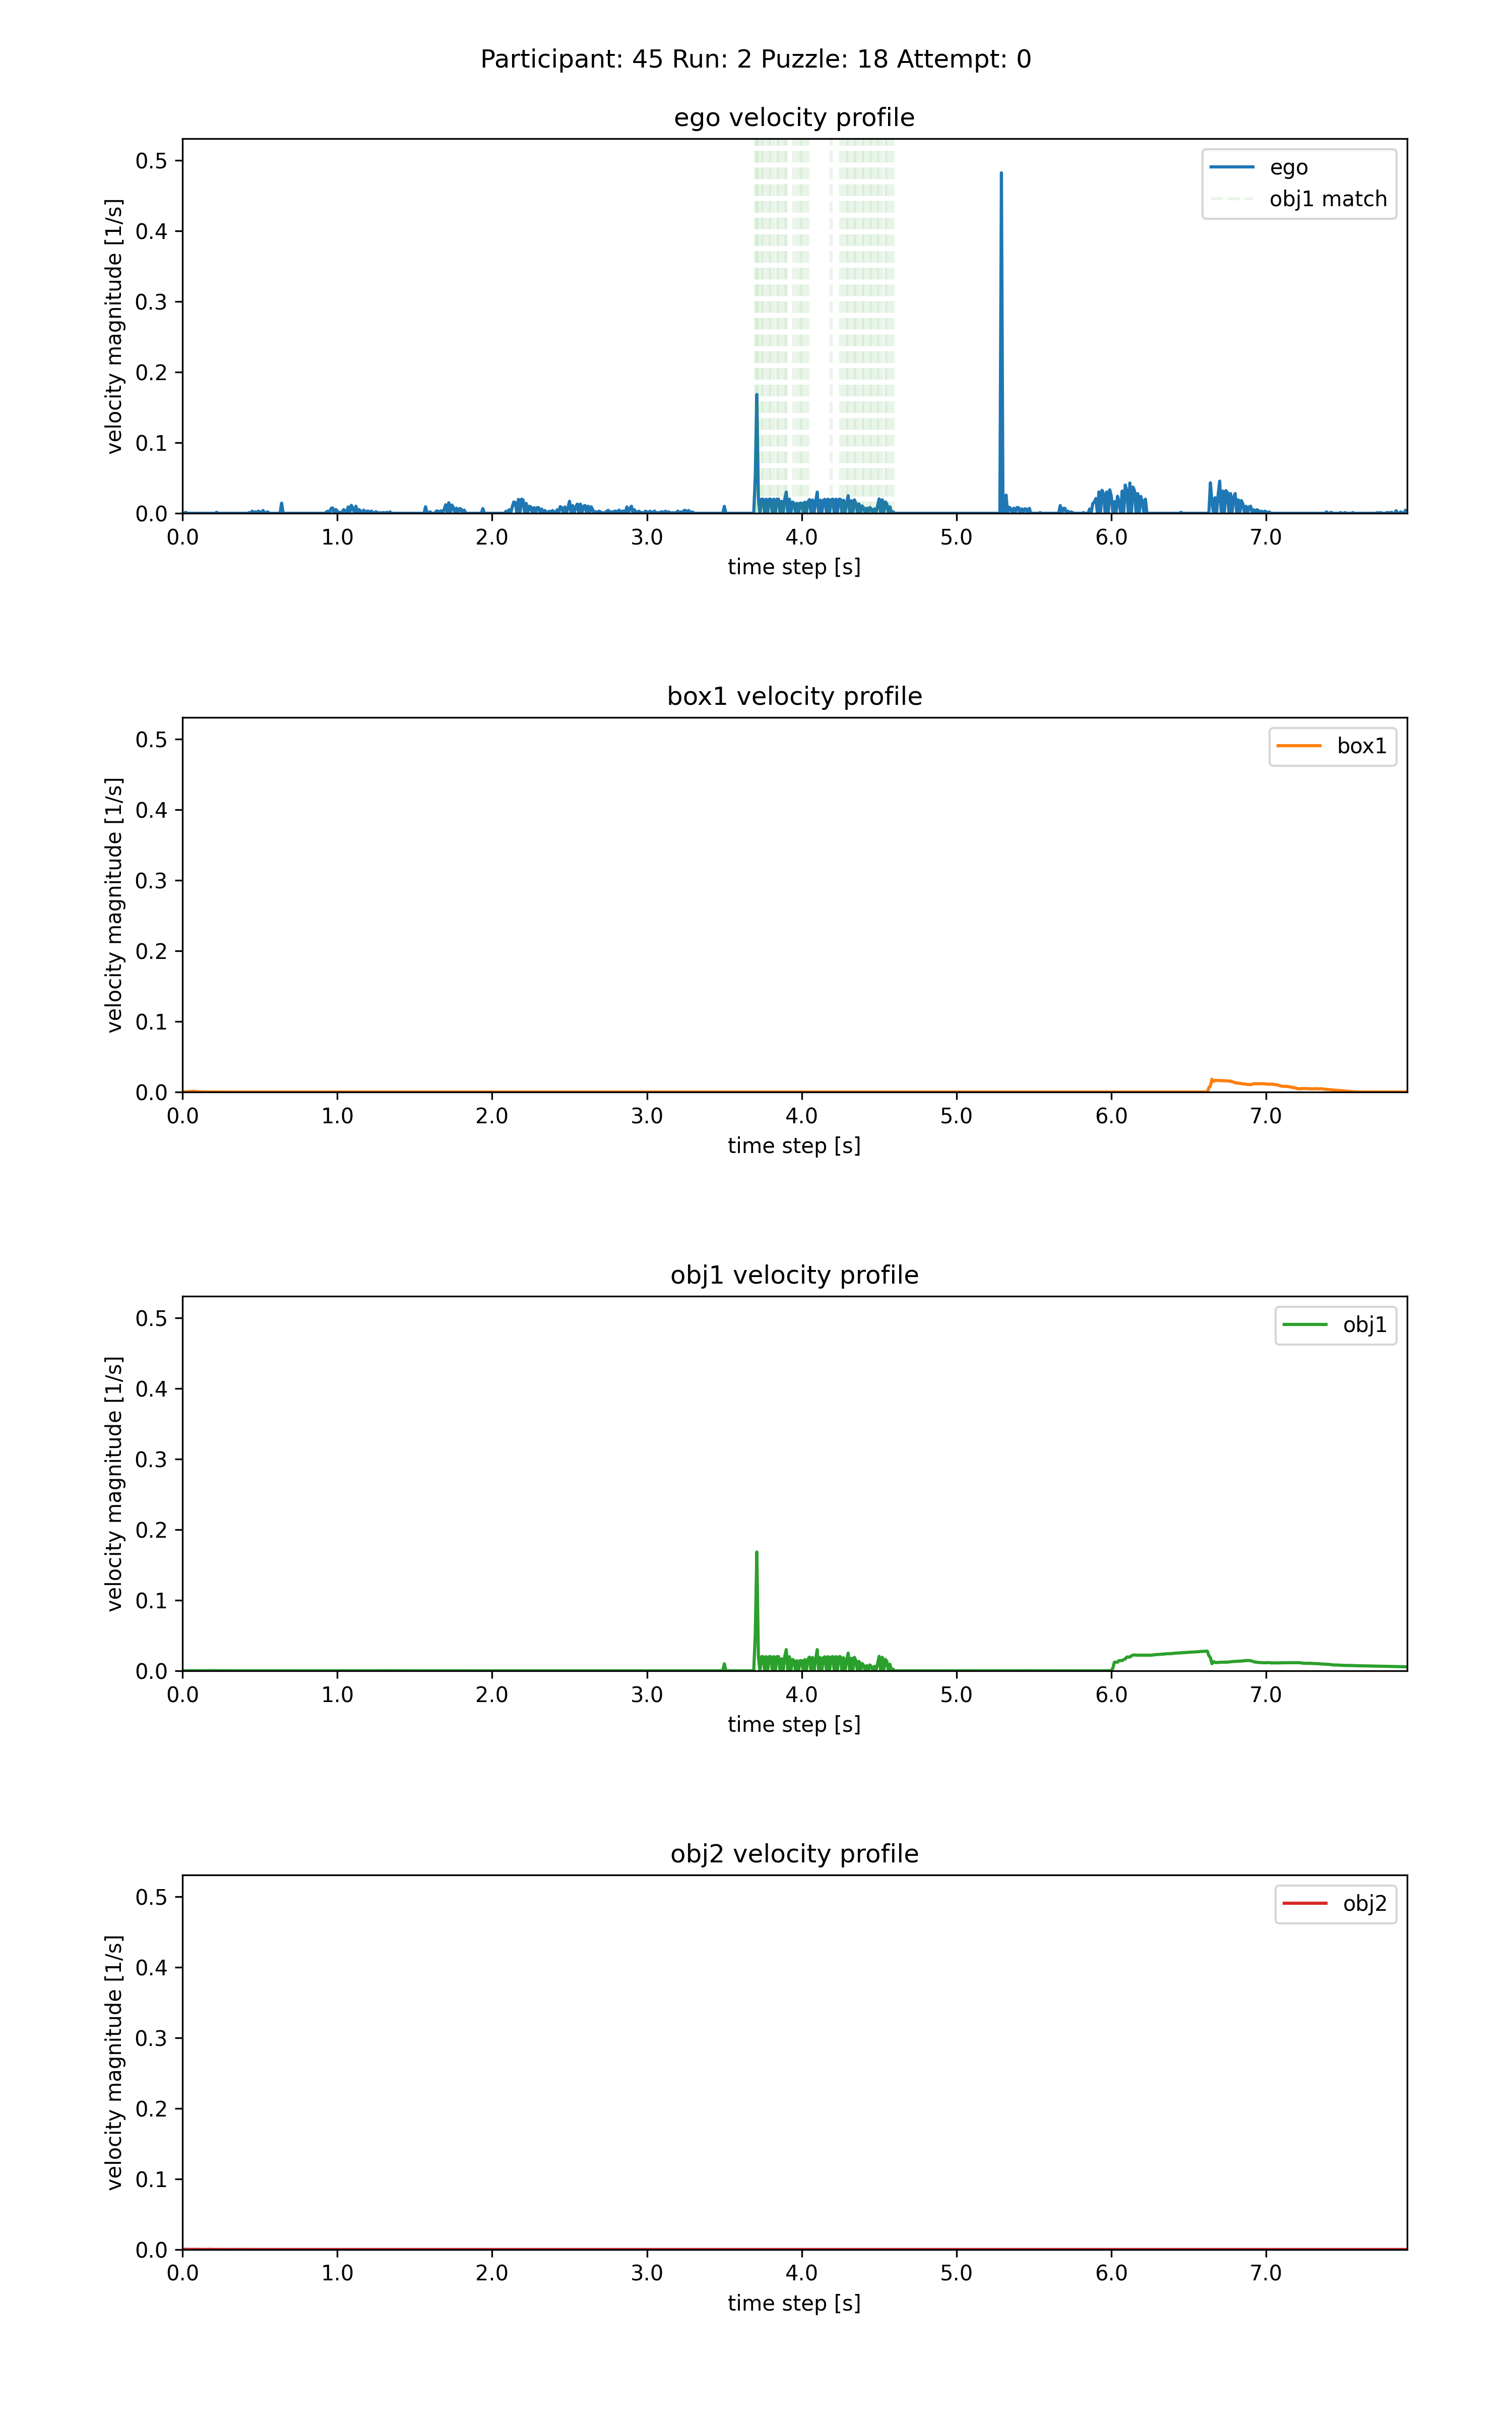 Participant: 45 Run: 2 Puzzle: 18 Attempt: 0
ego velocity profile
velocity magnitude [1/s]
0.5
0.4
0.3
0.2
0.1
0.0
ego
obj1 match
0.0 1.0 2.0 3.0 4.0 5.0 6.0 7.0
time step [s]
box1 velocity profile
velocity magnitude [1/s]
0.5
0.4
0.3
0.2
0.1
0.0
box1
0.0 1.0 2.0 3.0 4.0 5.0 6.0 7.0
time step [s]
obj1 velocity profile
velocity magnitude [1/s]
0.5
0.4
0.3
0.2
0.1
0.0
obj1
0.0 1.0 2.0 3.0 4.0 5.0 6.0 7.0
time step [s]
obj2 velocity profile
velocity magnitude [1/s]
0.5
0.4
0.3
0.2
0.1
0.0
obj2
0.0 1.0 2.0 3.0 4.0 5.0 6.0 7.0
time step [s]